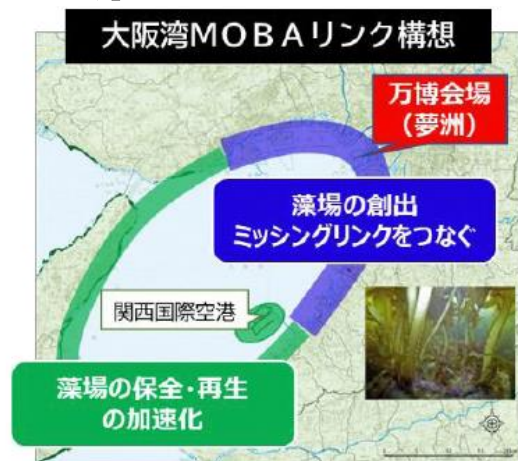 大阪湾MOBAリンク構想
万博会場
(夢洲)
藻場の創出
ミッシングリンクをつなぐ
関西国際空港
藻場の保全・再生
の加速化